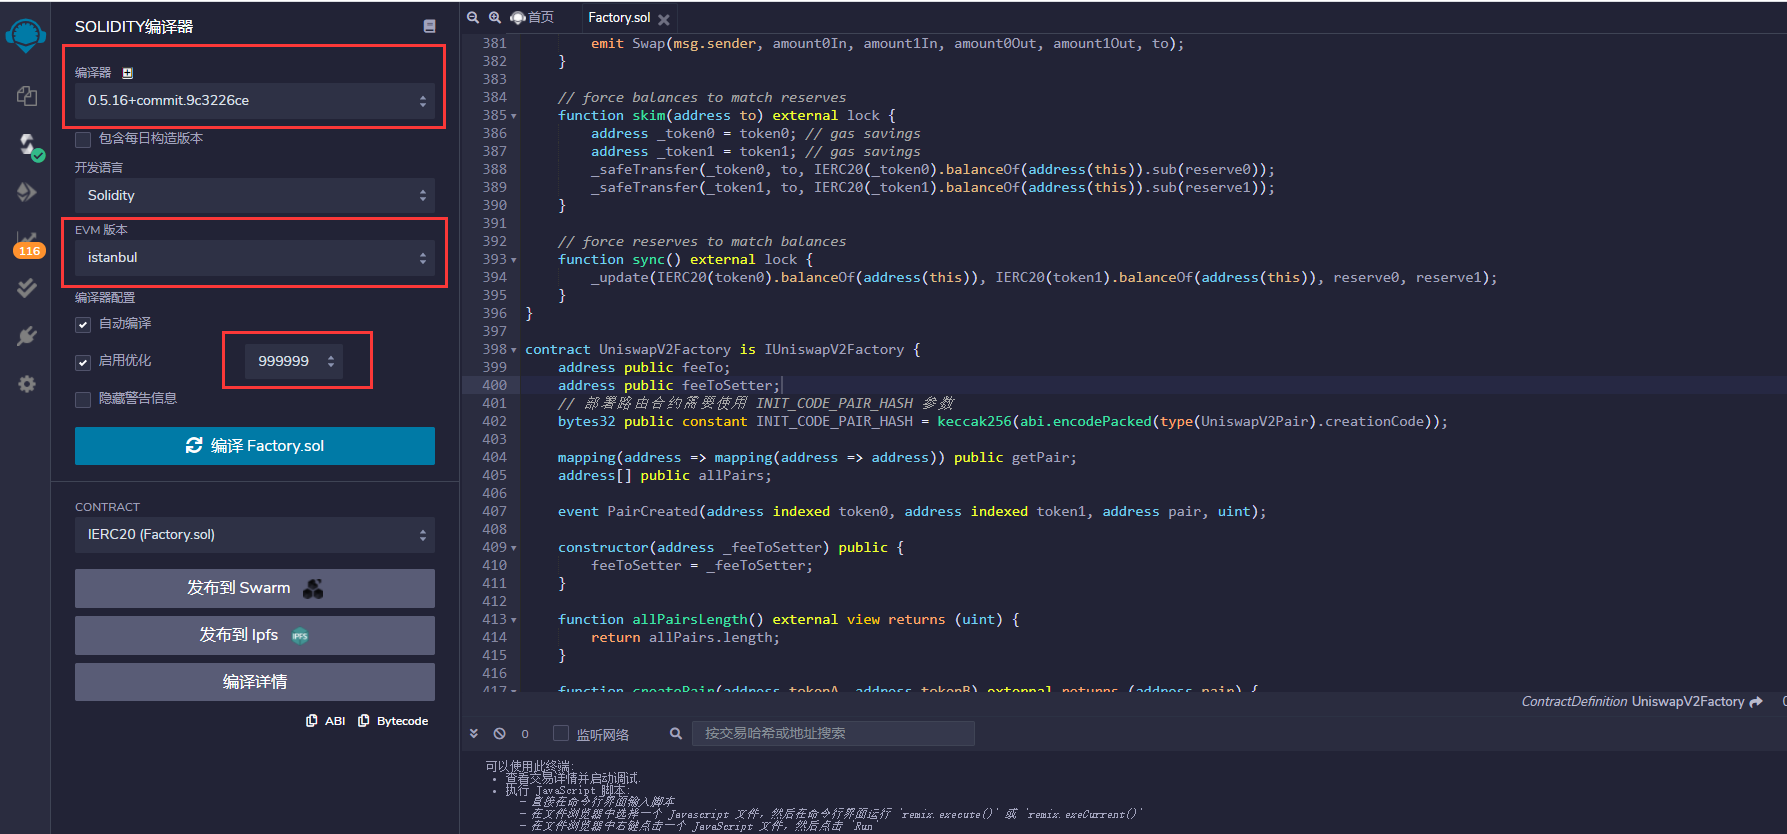 SOLIDITY编译器
编译器
0.5.16+commit.9c3226ce
包含每日构造版本
开发语言
Solidity
EVM 版本
istanbul
编译器配置
自动编译
启用优化
999999
隐藏警告信息
编译 Factory.sol
CONTRACT
IERC20 (Factory.sol)
发布到 Swarm
发布到 Ipfs
IPFS
编译详情
ABI
Bytecode
116
首页
Factory.sol
381 emit Swap(msg.sender, amount0In, amount1In, amount0Out, amount1Out, to);
382 }
383
384 // force balances to match reserves
385 function skim(address to) external lock {
386 address _token0 = token0; // gas savings
387 address _token1 = token1; // gas savings
388 _safeTransfer(_token0, to, IERC20(_token0).balanceOf(address(this)).sub(reserve0));
389 _safeTransfer(_token1, to, IERC20(_token1).balanceOf(address(this)).sub(reserve1));
390 }
391
392 // force reserves to match balances
393 function sync() external lock {
394 _update(IERC20(token0).balanceOf(address(this)), IERC20(token1).balanceOf(address(this)), reserve0, reserve1);
395 }
396 }
397
398 contract UniswapV2Factory is IUniswapV2Factory {
399 address public feeTo;
400 address public feeToSetter;
401 // 部署路由合约需要使用 INIT_CODE_PAIR_HASH 参数
402 bytes32 public constant INIT_CODE_PAIR_HASH = keccak256(abi.encodePacked(type(UniswapV2Pair).creationCode));
403
404 mapping(address => mapping(address => address)) public getPair;
405 address[] public allPairs;
406
407 event PairCreated(address indexed token0, address indexed token1, address pair, uint);
408
409 constructor(address _feeToSetter) public {
410 feeToSetter = _feeToSetter;
411 }
412
413 function allPairsLength() external view returns (uint) {
414 return allPairs.length;
415 }
416
417 function createPair(address tokenA, address tokenB) external returns (address pair) {
ContractDefinition UniswapV2Factory
0
监听网络
按交易哈希或地址搜索
可以使用此终端:
• 查看交易详情并启动调试.
• 执行 JavaScript 脚本:
- 直接在命令行界面输入脚本
- 在文件浏览器中选择一个 Javascript 文件，然后在命令行界面运行 `remix.execute()` 或 `remix.exeCurrent()`
- 在文件浏览器中右键点击一个 JavaScript 文件，然后点击 `Run`